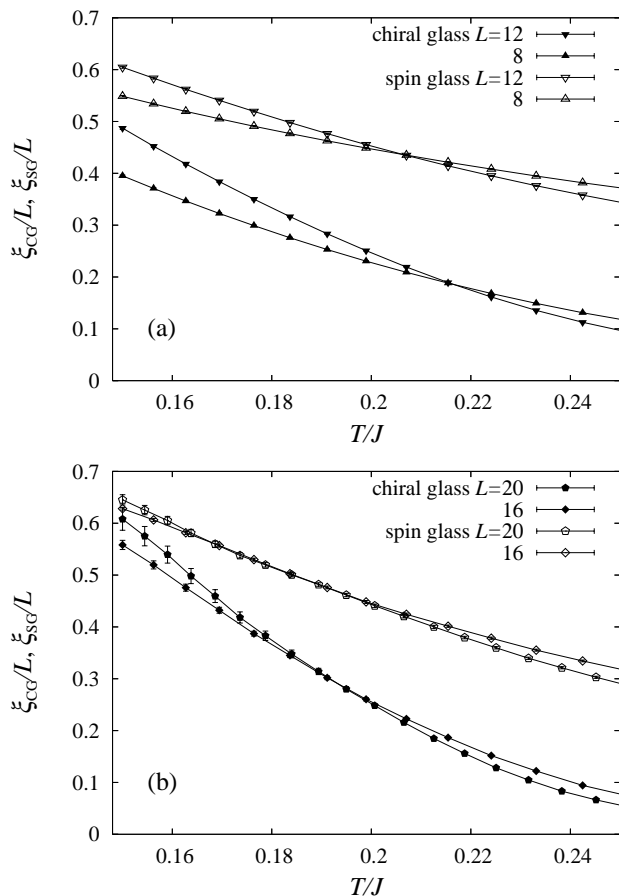 0.7
0.6
0.5
0.4
0.3
0.2
0.1
0
ξCG/L, ξSG/L
chiral glass L=12
8
spin glass L=12
8
(a)
0.16 0.18 0.2 0.22 0.24
T/J
0.7
0.6
0.5
0.4
0.3
0.2
0.1
0
ξCG/L, ξSG/L
chiral glass L=20
16
spin glass L=20
16
(b)
0.16 0.18 0.2 0.22 0.24
T/J